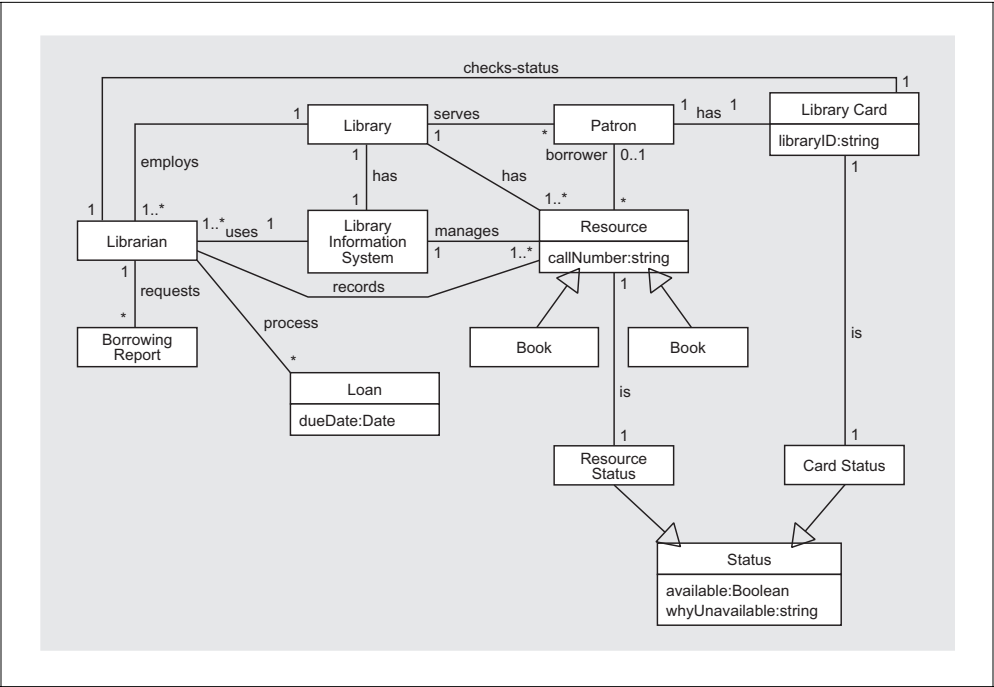 checks-status
1
1 Library serves Patron 1 has 1 Library Card
1 * libraryID:string
employs 1 borrower 0..1 1
has has
1 1..* 1 1..* *
Librarian 1..* uses 1 Library manages Resource
Information
System 1 1..* callNumber:string
1 1
requests records
process
*
Borrowing Book Book is
Report
* is
Loan
dueDate:Date
1 1
Resource Card Status
Status
Status
available:Boolean
whyUnavailable:string